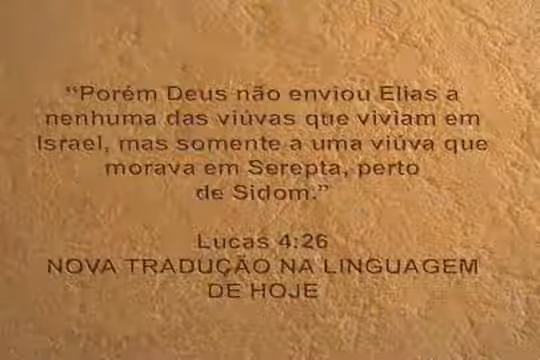 “Porém Deus não enviou Elias a
nenhuma das viúvas que viviam em
Israel, mas somente a uma viúva que
morava em Serepta, perto
de Sidom.”
Lucas 4:26
NOVA TRADUÇÃO NA LINGUAGEM
DE HOJE